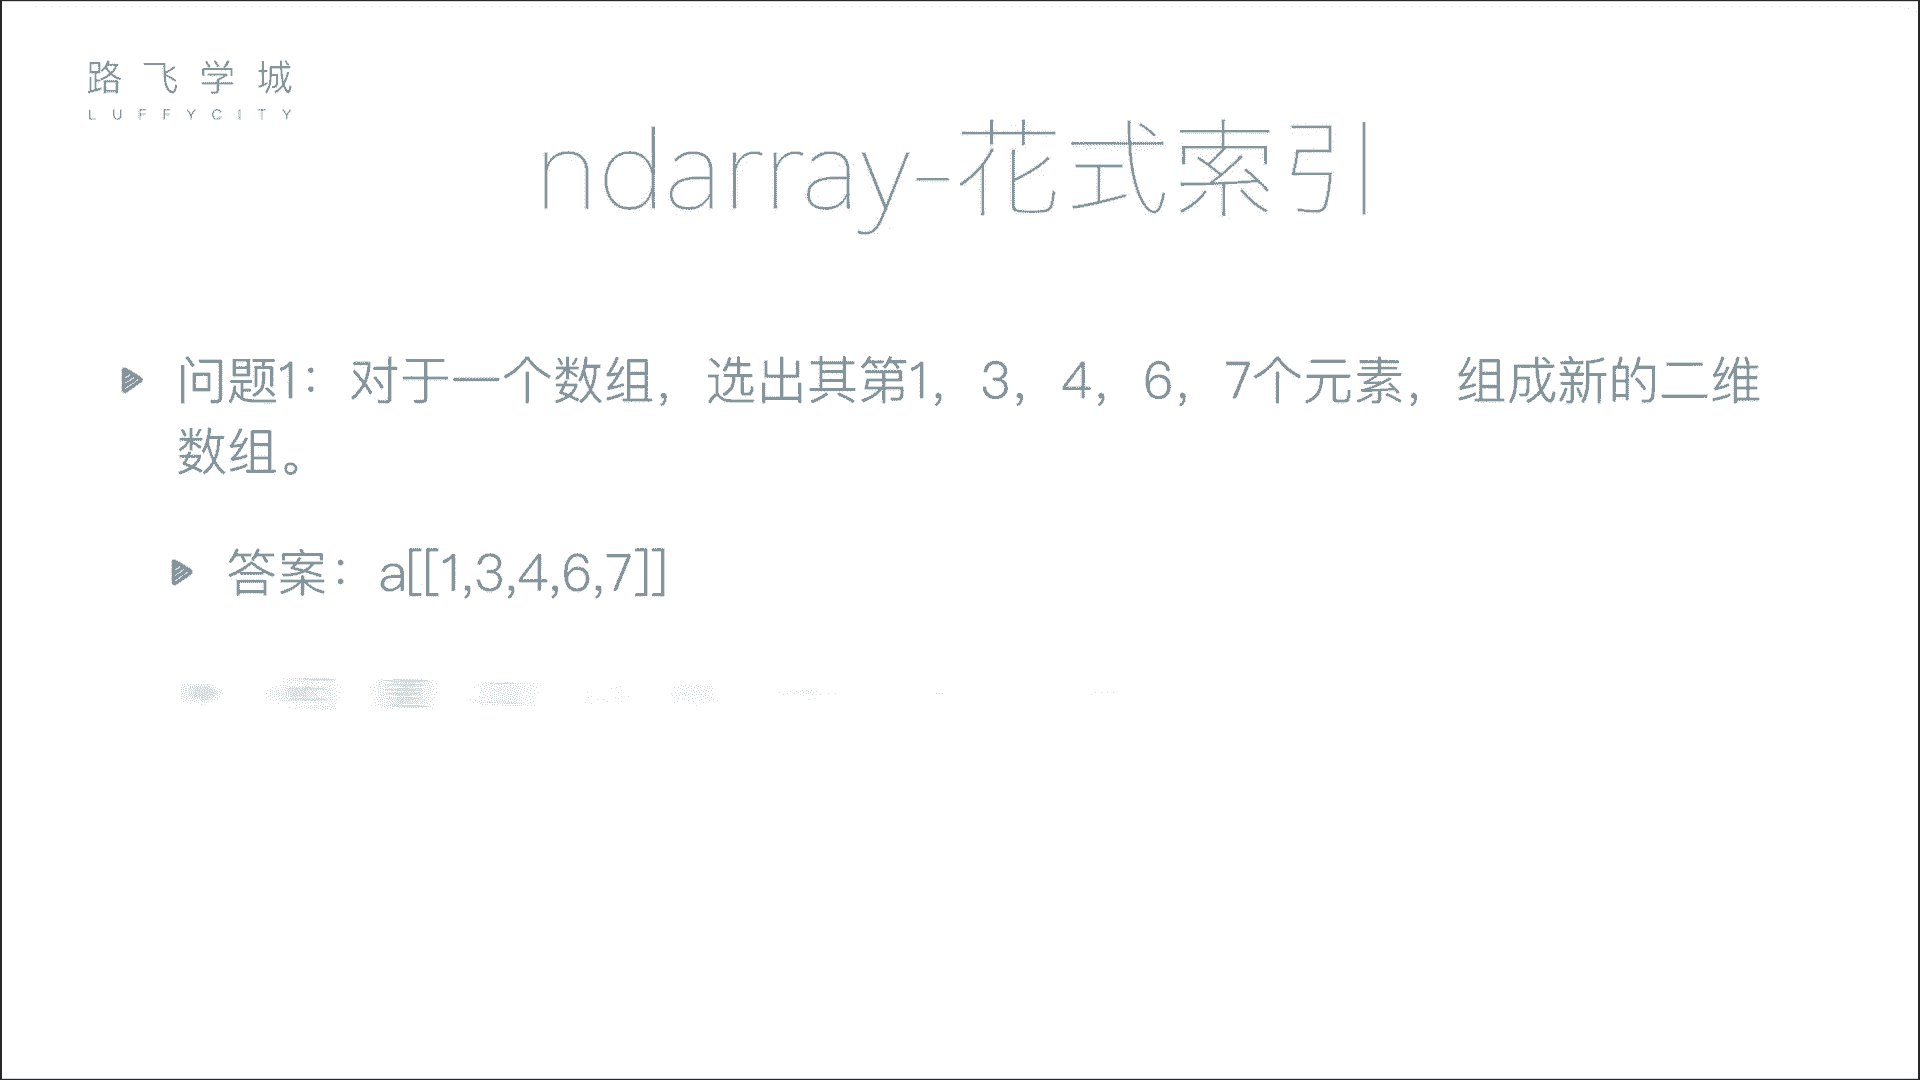 路飞学城
LUFFYCITY
ndarray-花式索引
问题1：对于一个数组，选出其第1，3，4，6，7个元素，组成新的二维
数组。
答案：a[[1,3,4,6,7]]